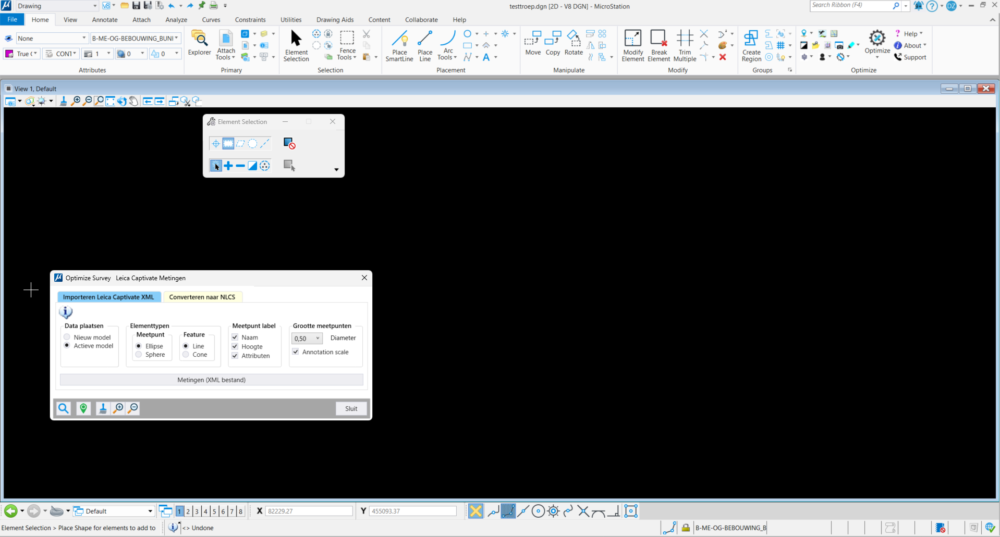 Drawing
V8
testtroep.dgn [2D - V8 DGN] - MicroStation
Search Ribbon (F4)
DZ
File
Home
View
Annotate
Attach
Analyze
Curves
Constraints
Utilities
Drawing Aids
Content
Collaborate
Help
None
B-ME-OG-BEBOUWING_BUNI
True (
CONT
1
0
0
Attributes
Explorer
Attach Tools
Primary
Element Selection
Fence Tools
Selection
Place SmartLine
Place Line
Arc Tools
Placement
Move
Copy
Rotate
Manipulate
Modify Element
Break Element
Trim Multiple
Modify
Create Region
Groups
Optimize
Help
About
Support
Optimize
View 1, Default
Element Selection
Optimize Survey Leica Captivate Metingen
Importeren Leica Captivate XML
Converteren naar NLCS
Data plaatsen
Nieuw model
Actieve model
Elementtypen
Meetpunt
Ellipse
Sphere
Feature
Line
Cone
Meetpunt label
Naam
Hoogte
Attributen
Grootte meetpunten
0,50
Diameter
Annotation scale
Metingen (XML bestand)
Sluit
Default
1 2 3 4 5 6 7 8
X 82229.27
Y 455093.37
Element Selection > Place Shape for elements to add to
<> Undone
B-ME-OG-BEBOUWING_B